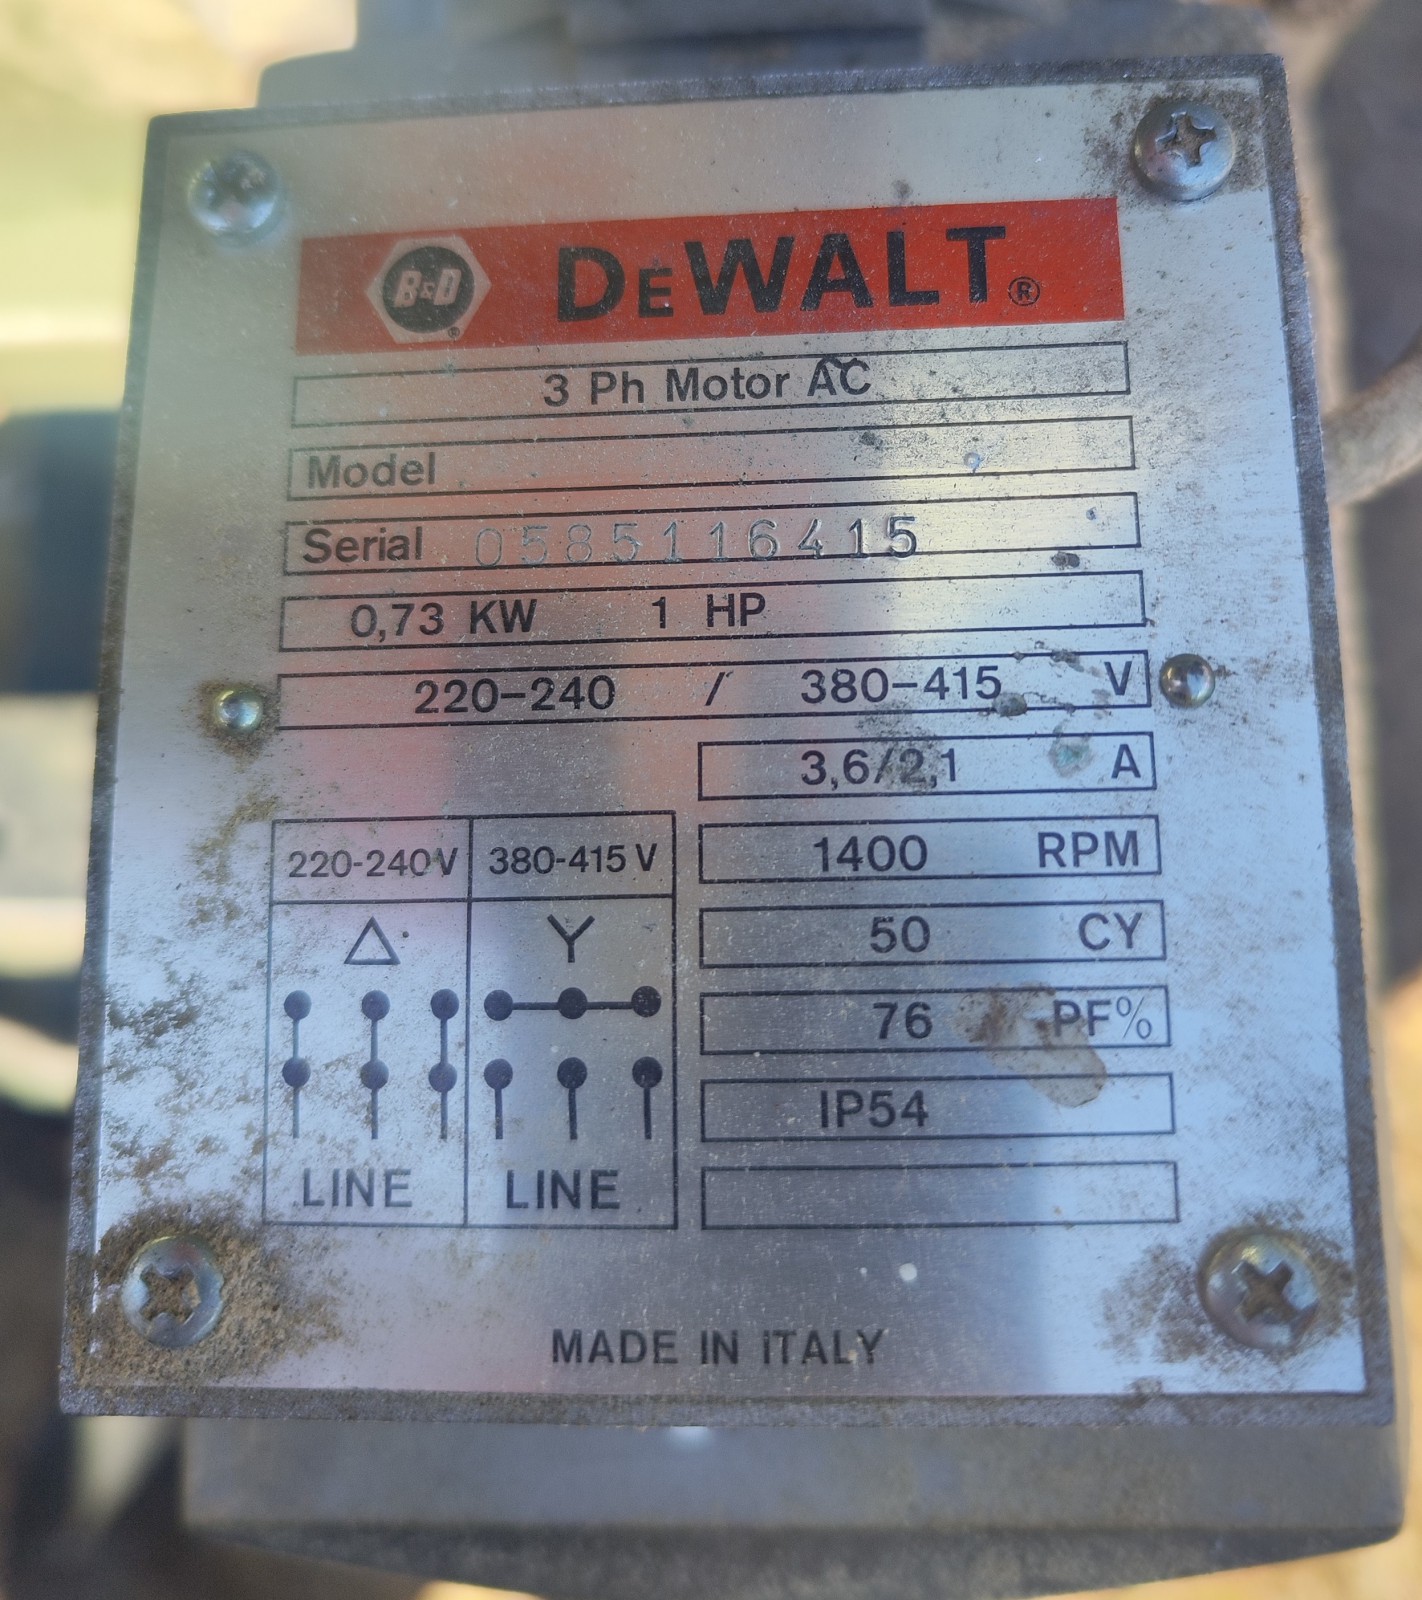 B&D ® DEWALT ®
3 Ph Motor AC
Model
Serial 0585116415
0,73 KW 1 HP
220-240 / 380-415 V
3,6/2,1 A
220-240 V 380-415 V
Δ Y
LINE LINE
1400 RPM
50 CY
76 PF%
IP54
MADE IN ITALY